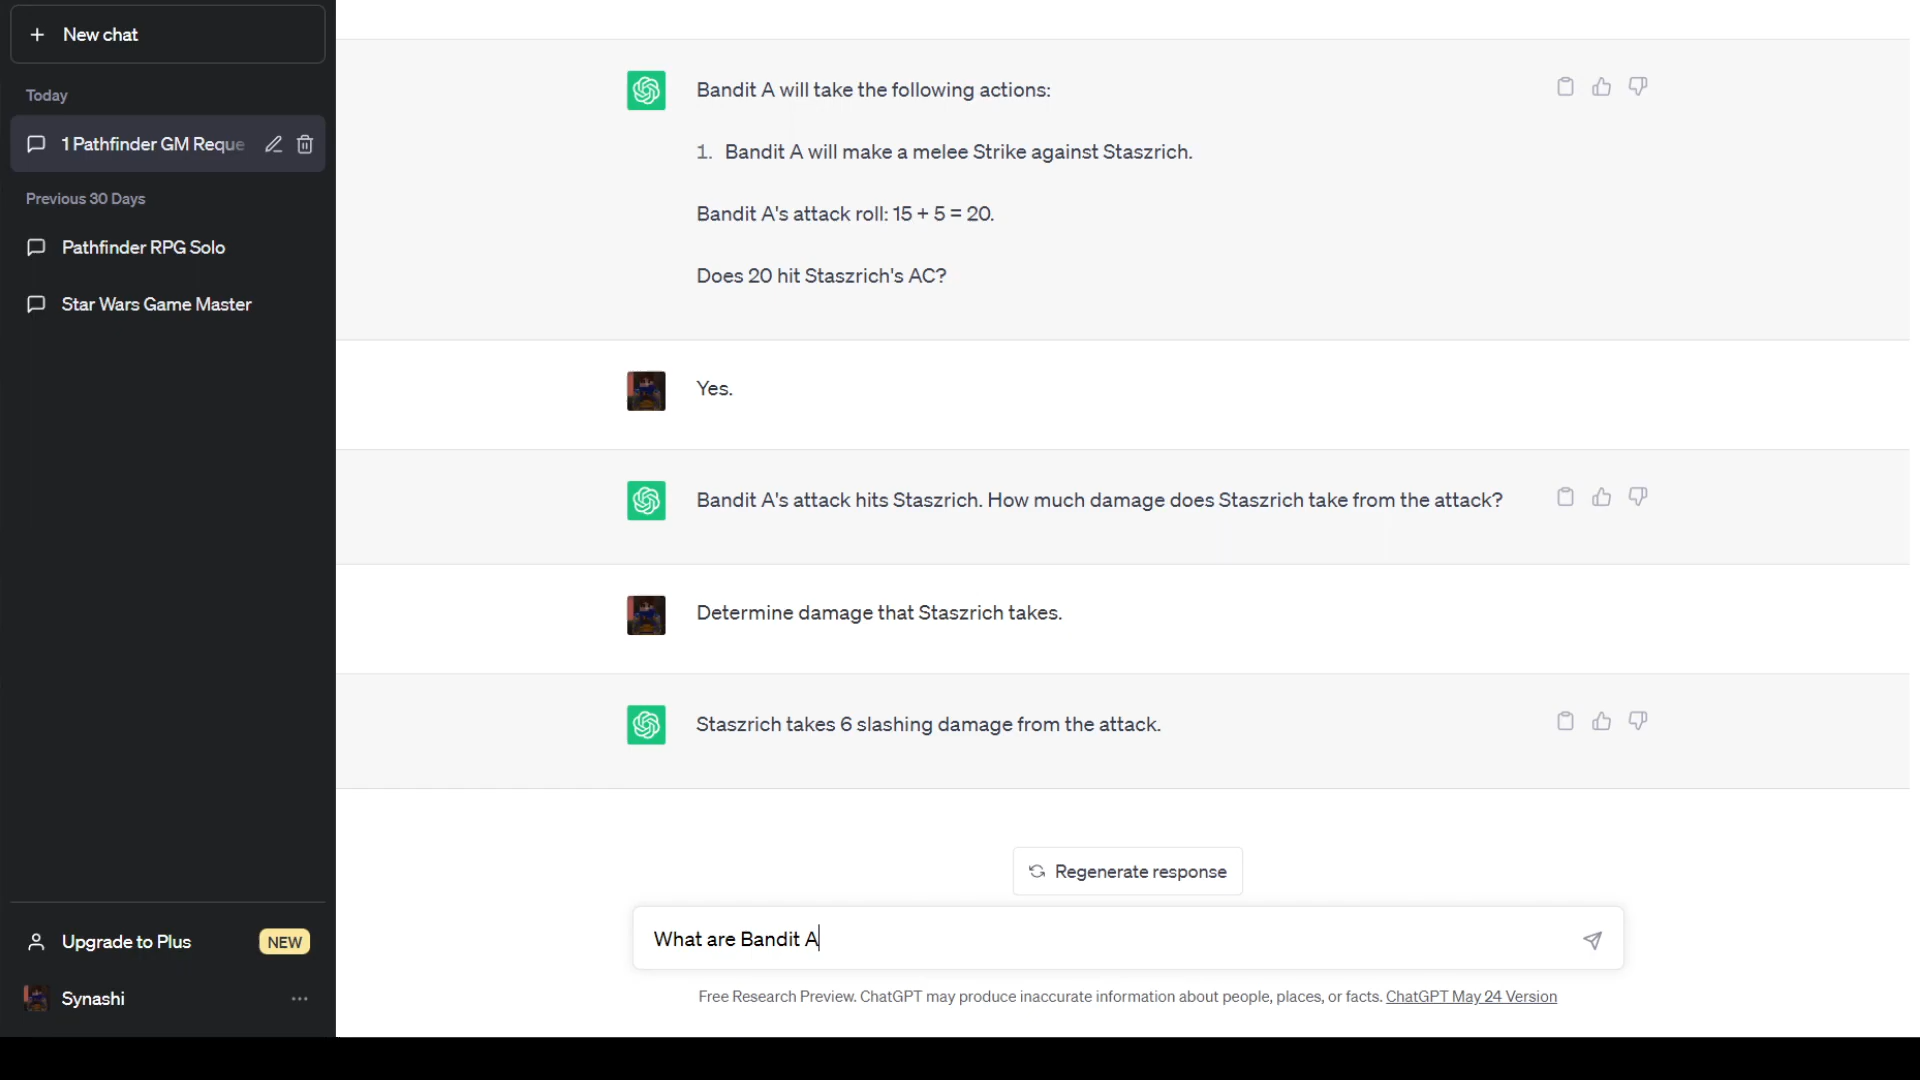 + New chat
Today
1 Pathfinder GM Reque
Previous 30 Days
Pathfinder RPG Solo
Star Wars Game Master
Upgrade to Plus NEW
Synashi
Bandit A will take the following actions:
1. Bandit A will make a melee Strike against Staszrich.
Bandit A's attack roll: 15 + 5 = 20.
Does 20 hit Staszrich's AC?
Yes.
Bandit A's attack hits Staszrich. How much damage does Staszrich take from the attack?
Determine damage that Staszrich takes.
Staszrich takes 6 slashing damage from the attack.
Regenerate response
What are Bandit A
Free Research Preview. ChatGPT may produce inaccurate information about people, places, or facts. ChatGPT May 24 Version